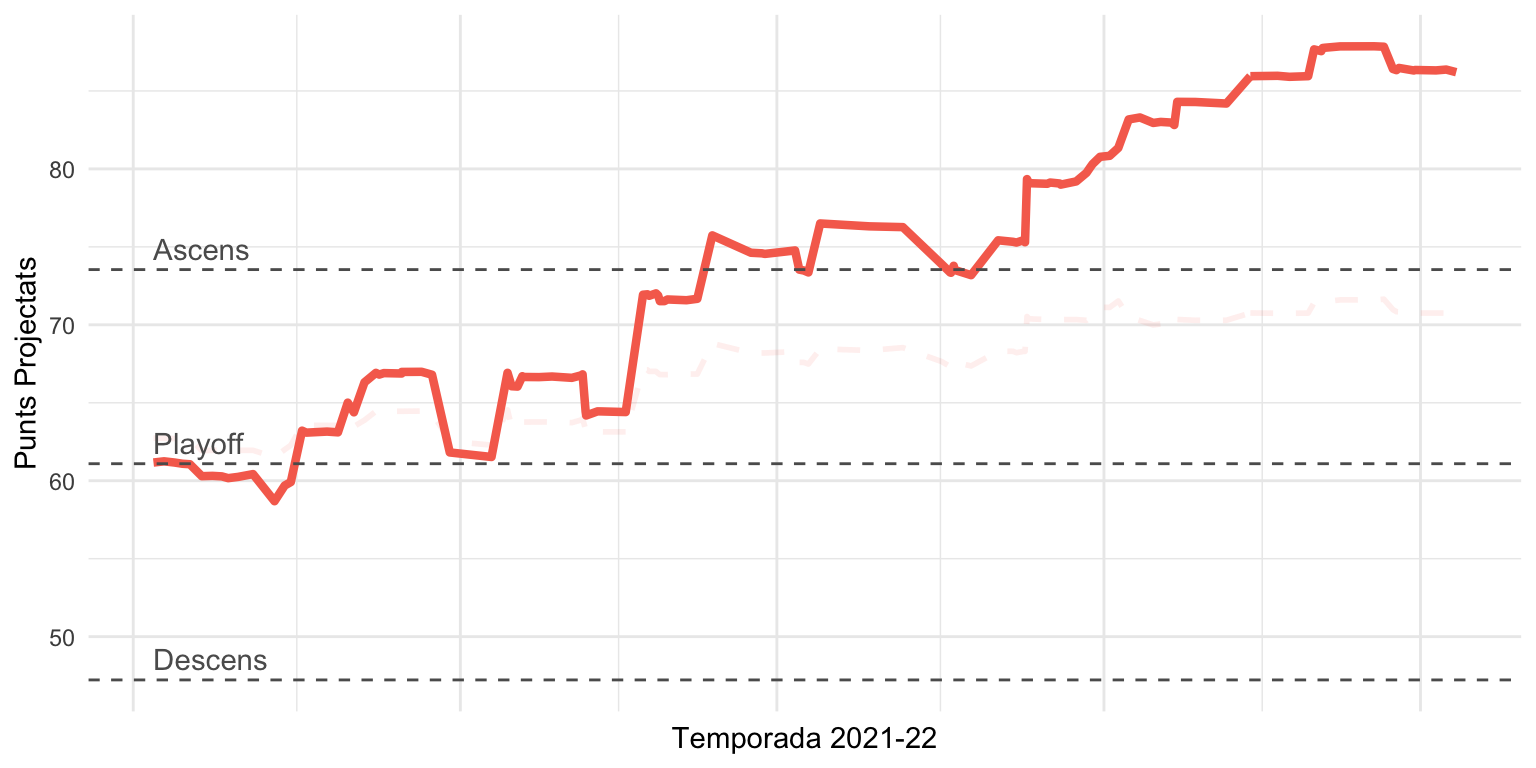 80
Ascens
70
Playoff
60
50
Descens
Punts Projectats
Temporada 2021-22